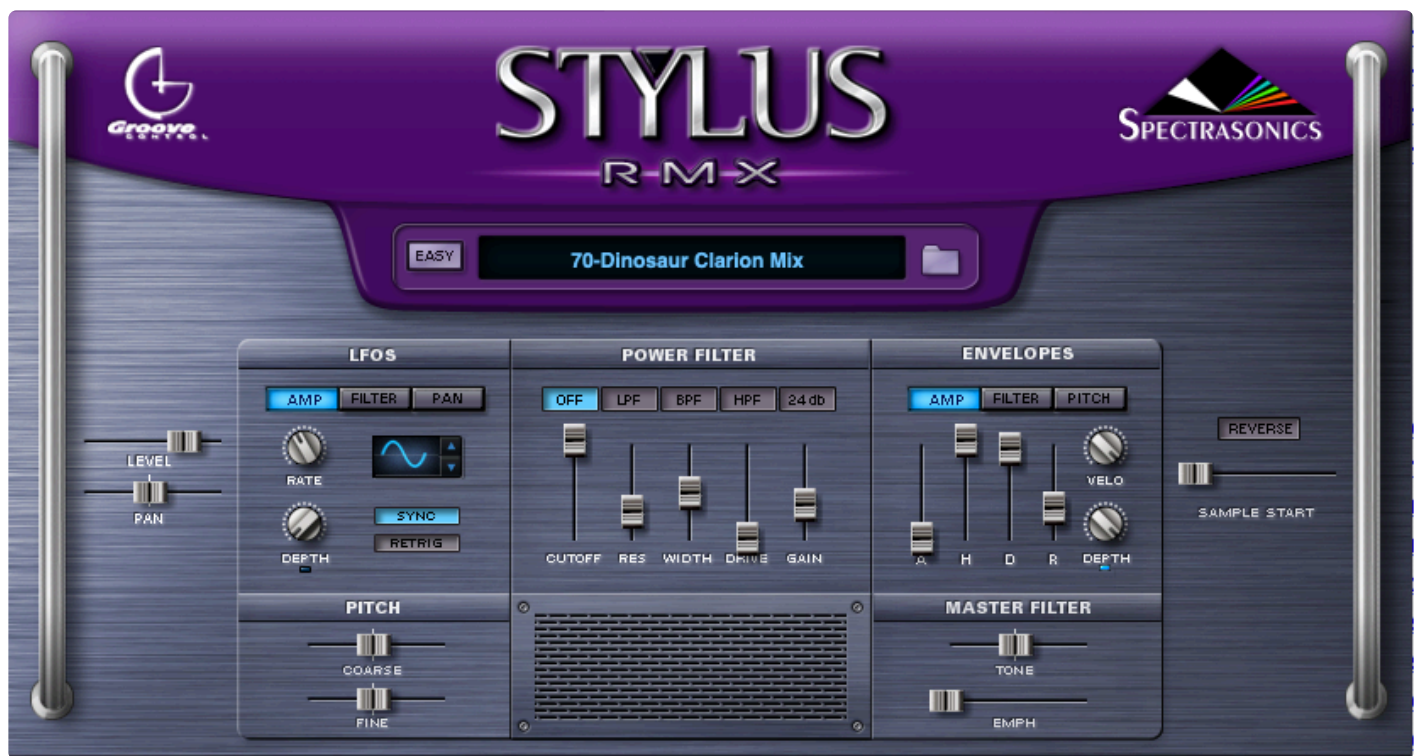 Groove
CONTROL
STYLUS
RMX
SPECTRASONICS
EASY
70-Dinosaur Clarion Mix
LFOS
POWER FILTER
ENVELOPES
AMP FILTER PAN
OFF LPF BPF HPF 24 db
AMP FILTER PITCH
REVERSE
LEVEL
RATE
VELO
PAN
SYNC
SAMPLE START
RETRIG
DEPTH
CUTOFF RES WIDTH DRIVE GAIN
A H D R DEPTH
PITCH
MASTER FILTER
COARSE
TONE
FINE
EMPH